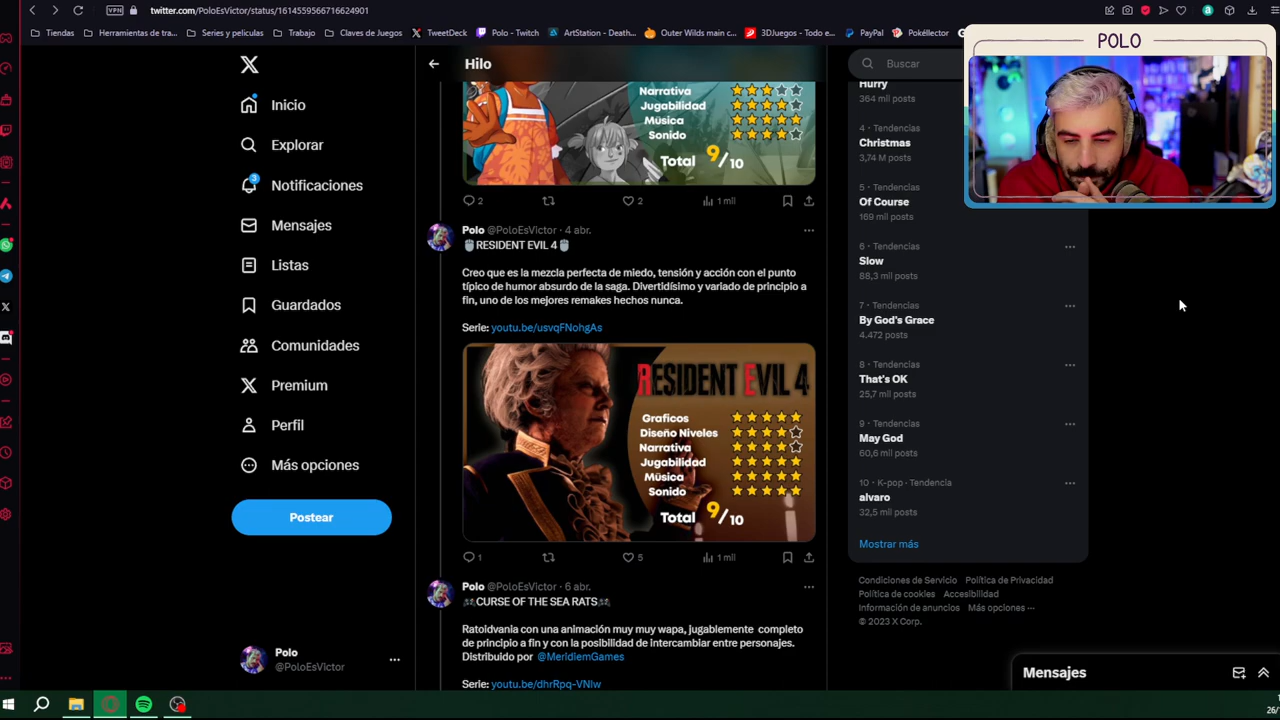 twitter.com/PoloEsVictor/status/1614559566716624901
VPN
Tiendas
Herramientas de tra...
Series y peliculas
Trabajo
Claves de Juegos
TweetDeck
Polo - Twitch
ArtStation - Death...
Outer Wilds main c...
3DJuegos - Todo e...
PayPal
Pokéllector
POLO
Inicio
Explorar
3
Notificaciones
Mensajes
Listas
Guardados
Comunidades
Premium
Perfil
Más opciones
Postear
Polo
@PoloEsVictor
Hilo
Narrativa
Jugabilidad
Música
Sonido
Total 9/10
2
2
1 mil
Polo @PoloEsVictor · 4 abr.
RESIDENT EVIL 4
Creo que es la mezcla perfecta de miedo, tensión y acción con el punto
típico de humor absurdo de la saga. Divertidísimo y variado de principio a
fin, uno de los mejores remakes hechos nunca.
Serie: youtu.be/usvqFNohgAs
RESIDENT EVIL 4
Graficos
Diseño Niveles
Narrativa
Jugabilidad
Música
Sonido
Total 9/10
1
5
1 mil
Polo @PoloEsVictor · 6 abr.
CURSE OF THE SEA RATS
Ratoldvania con una animación muy muy wapa, jugablemente completo
de principio a fin y con la posibilidad de intercambiar entre personajes.
Distribuido por @MeridiemGames
Serie: youtu.be/dhrRpq-VNIw
Buscar
Hurry
364 mil posts
4 · Tendencias
Christmas
3,74 M posts
5 · Tendencias
Of Course
169 mil posts
6 · Tendencias
Slow
88,3 mil posts
7 · Tendencias
By God's Grace
4.472 posts
8 · Tendencias
That's OK
25,7 mil posts
9 · Tendencias
May God
60,6 mil posts
10 · K-pop · Tendencia
alvaro
32,5 mil posts
Mostrar más
Condiciones de Servicio Política de Privacidad
Política de cookies Accesibilidad
Información de anuncios Más opciones ···
© 2023 X Corp.
Mensajes
26/